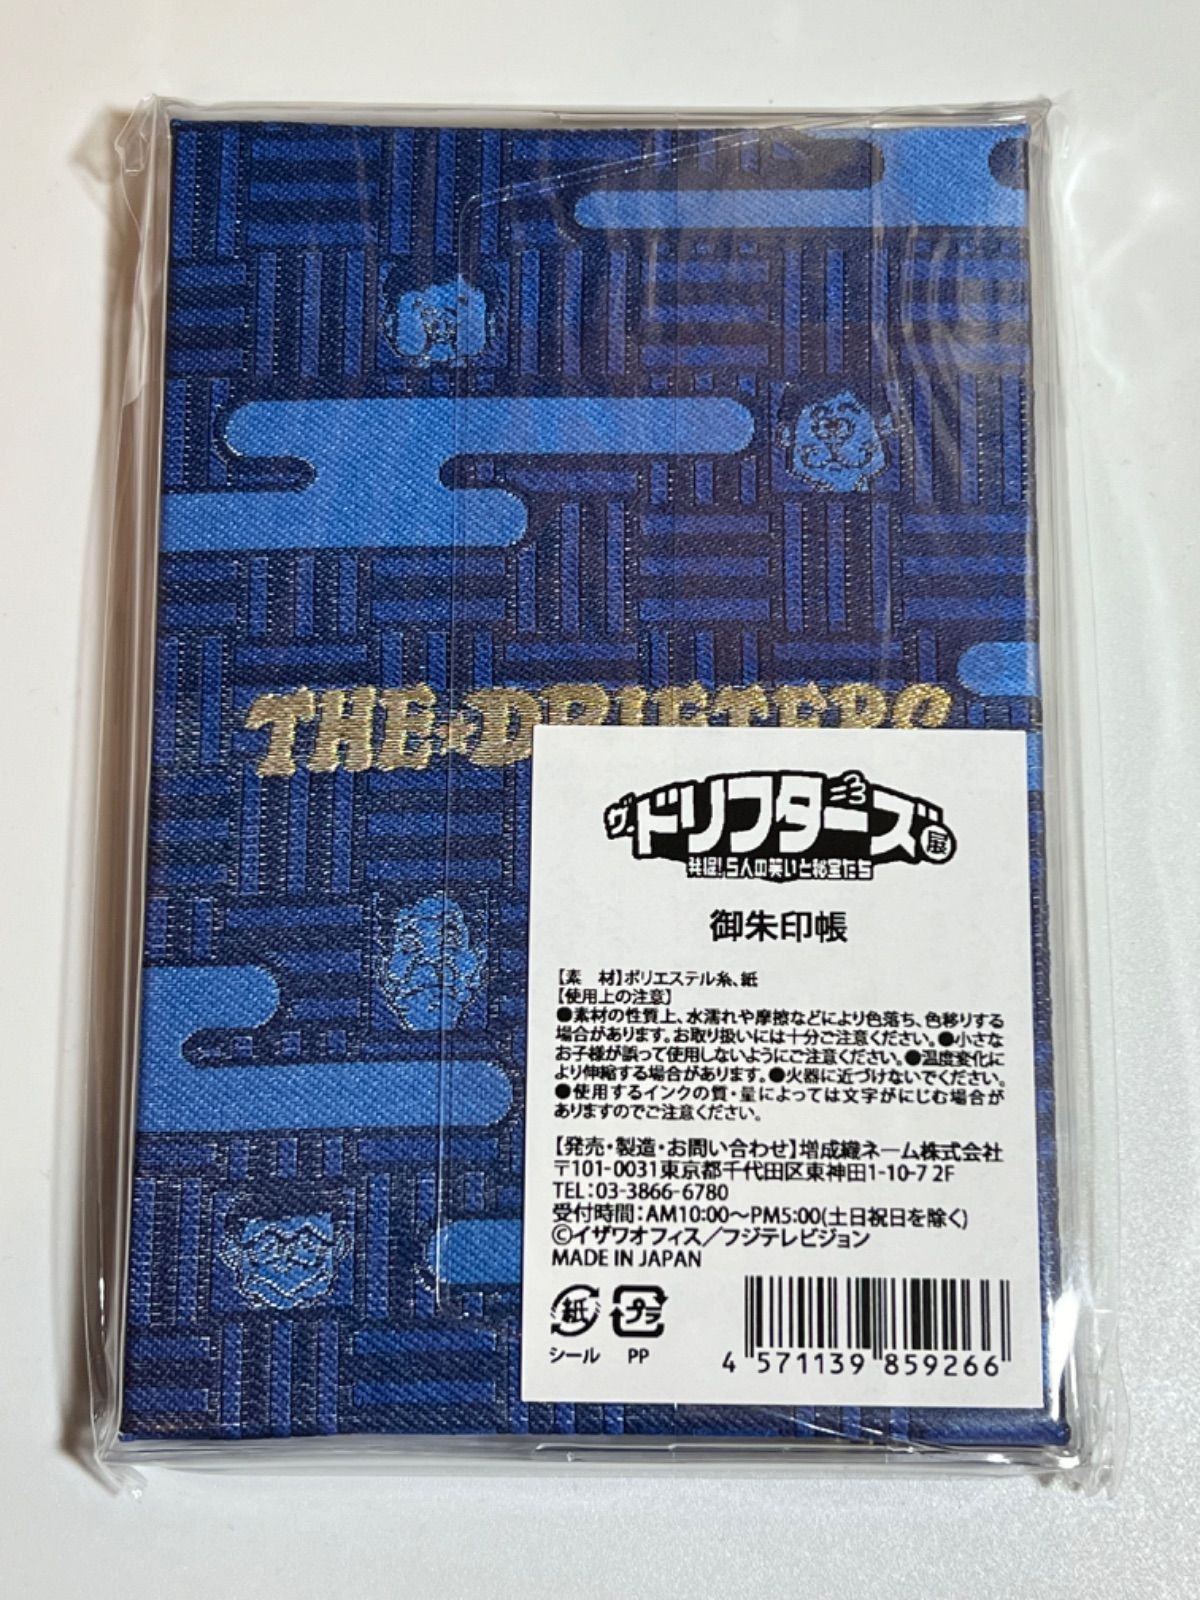 THE★DRIFTERS
ザ・ドリフターズ展
発掘!5人の笑いと秘宝たち
御朱印帳
【素　材】ポリエステル糸、紙
【使用上の注意】
●素材の性質上、水濡れや摩擦などにより色落ち、色移りする
場合があります。お取り扱いには十分ご注意ください。●小さな
お子様が誤って使用しないようにご注意ください。●温度変化に
より伸縮する場合があります。●火器に近づけないでください。
●使用するインクの質・量によっては文字がにじむ場合が
ありますのでご注意ください。
【発売・製造・お問い合わせ】増成織ネーム株式会社
〒101-0031東京都千代田区東神田1-10-7 2F
TEL:03-3866-6780
受付時間:AM10:00〜PM5:00(土日祝日を除く)
©イザワオフィス/フジテレビジョン
MADE IN JAPAN
紙 プラ
シール PP
4 571139 859266